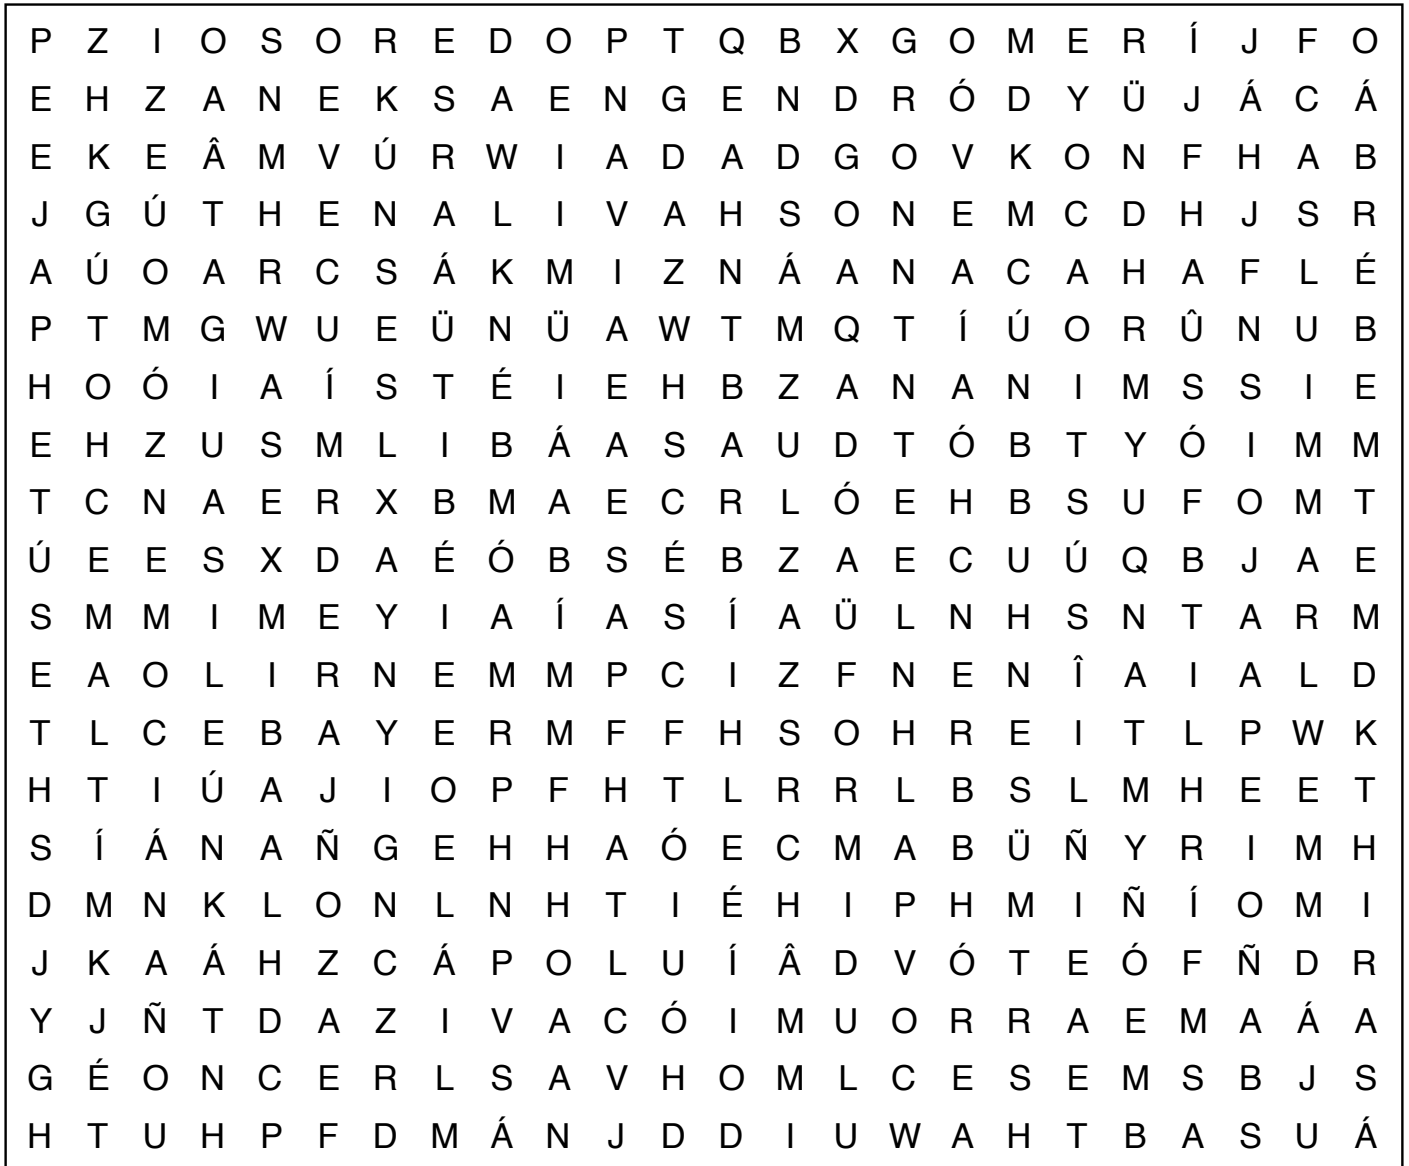 P Z I O S O R E D O P T Q B X G O M E R Í J F O
E H Z A N E K S A E N G E N D R Ó D Y Ü J Á C Á
E K E Â M V Ú R W I A D A D G O V K O N F H A B
J G Ú T H E N A L I V A H S O N E M C D H J S R
A Ú O A R C S Á K M I Z N Á A N A C A H A F L É
P T M G W U E Ü N Ü A W T M Q T Í Ú O R Û N U B
H O Ó I A Í S T É I E H B Z A N A N I M S S I E
E H Z U S M L I B Á A S A U D T Ó B T Y Ó I M M
T C N A E R X B M A E C R L Ó E H B S U F O M T
Ú E E S X D A É Ó B S É B Z A E C U Ú Q B J A E
S M M I M E Y I A Í A S Í A Ü L N H S N T A R M
E A O L I R N E M M P C I Z F N E N Î A I A L D
T L C E B A Y E R M F F H S O H R E I T L P W K
H T I Ú A J I O P F H T L R R L B S L M H E E T
S Í Á N A Ñ G E H H A Ó E C M A B Ü Ñ Y R I M H
D M N K L O N L N H T I É H I P H M I Ñ Í O M I
J K A Á H Z C Á P O L U Í Â D V Ó T E Ó F Ñ D R
Y J Ñ T D A Z I V A C Ó I M U O R R A E M A Á A
G É O N C E R L S A V H O M L C E S E M S B J S
H T U H P F D M Á N J D D I U W A H T B A S U Á